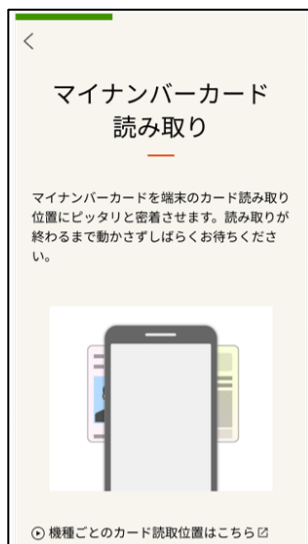 マイナンバーカード
読み取り
マイナンバーカードを端末のカード読み取り
位置にピッタリと密着させます。読み取りが
終わるまで動かさずしばらくお待ちくださ
い。
機種ごとのカード読取位置はこちら